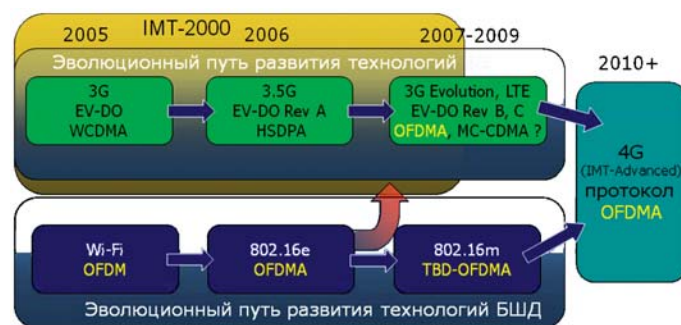 IMT-2000
2005
2006
2007-2009
2010+
Эволюционный путь развития технологий
3G
EV-DO
WCDMA
3.5G
EV-DO Rev A
HSDPA
3G Evolution, LTE
EV-DO Rev B, C
OFDMA, MC-CDMA ?
4G
(IMT-Advanced)
протокол
OFDMA
Wi-Fi
OFDM
802.16e
OFDMA
802.16m
TBD-OFDMA
Эволюционный путь развития технологий БШД